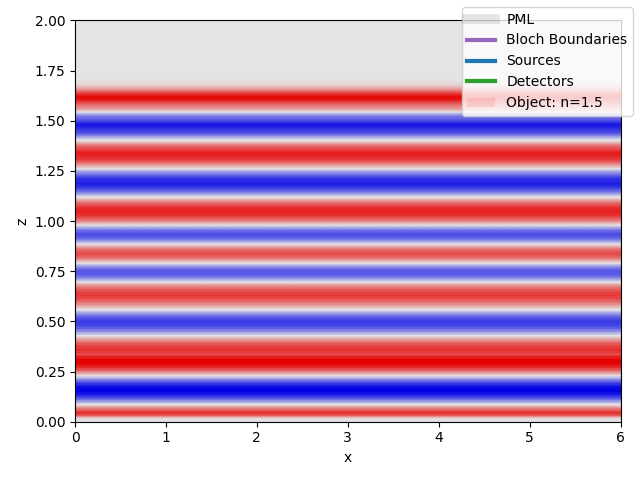 2.00
1.75
1.50
1.25
1.00
0.75
0.50
0.25
0.00
z
0 1 2 3 4 5 6
x
PML
Bloch Boundaries
Sources
Detectors
Object: n=1.5